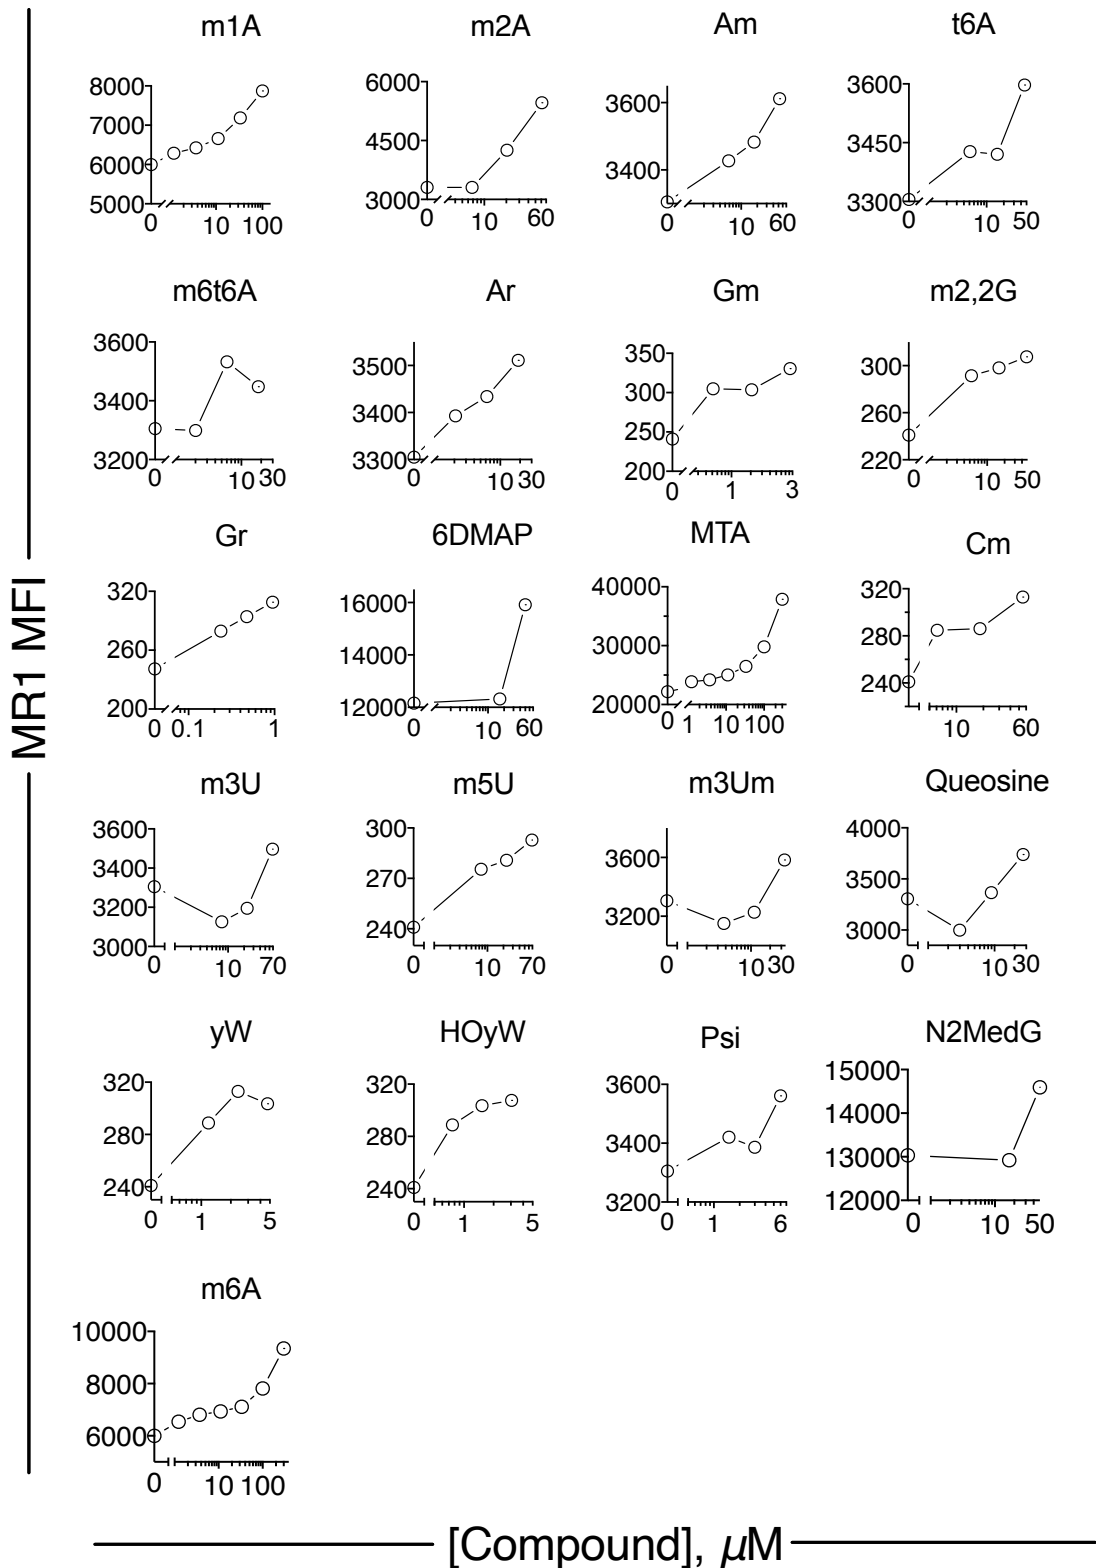 MR1 MFI
m1A
8000
7000
6000
5000
0 10 100
m2A
6000
4500
3000
0 10 60
Am
3600
3400
0 10 60
t6A
3600
3450
3300
0 10 50
m6t6A
3600
3400
3200
0 10 30
Ar
3500
3400
3300
0 10 30
Gm
350
300
250
200
0 1 3
m2,2G
300
260
220
0 10 50
Gr
320
260
200
0 0.1 1
6DMAP
16000
14000
12000
0 10 60
MTA
40000
30000
20000
0 1 10 100
Cm
320
280
240
10 60
m3U
3600
3400
3200
3000
0 10 70
m5U
300
270
240
0 10 70
m3Um
3600
3200
0 10 30
Queosine
4000
3500
3000
0 10 30
yW
320
280
240
0 1 5
HOyW
320
280
240
0 1 5
Psi
3600
3400
3200
0 1 6
N2MedG
15000
14000
13000
12000
0 10 50
m6A
10000
8000
6000
0 10 100
[Compound], μM